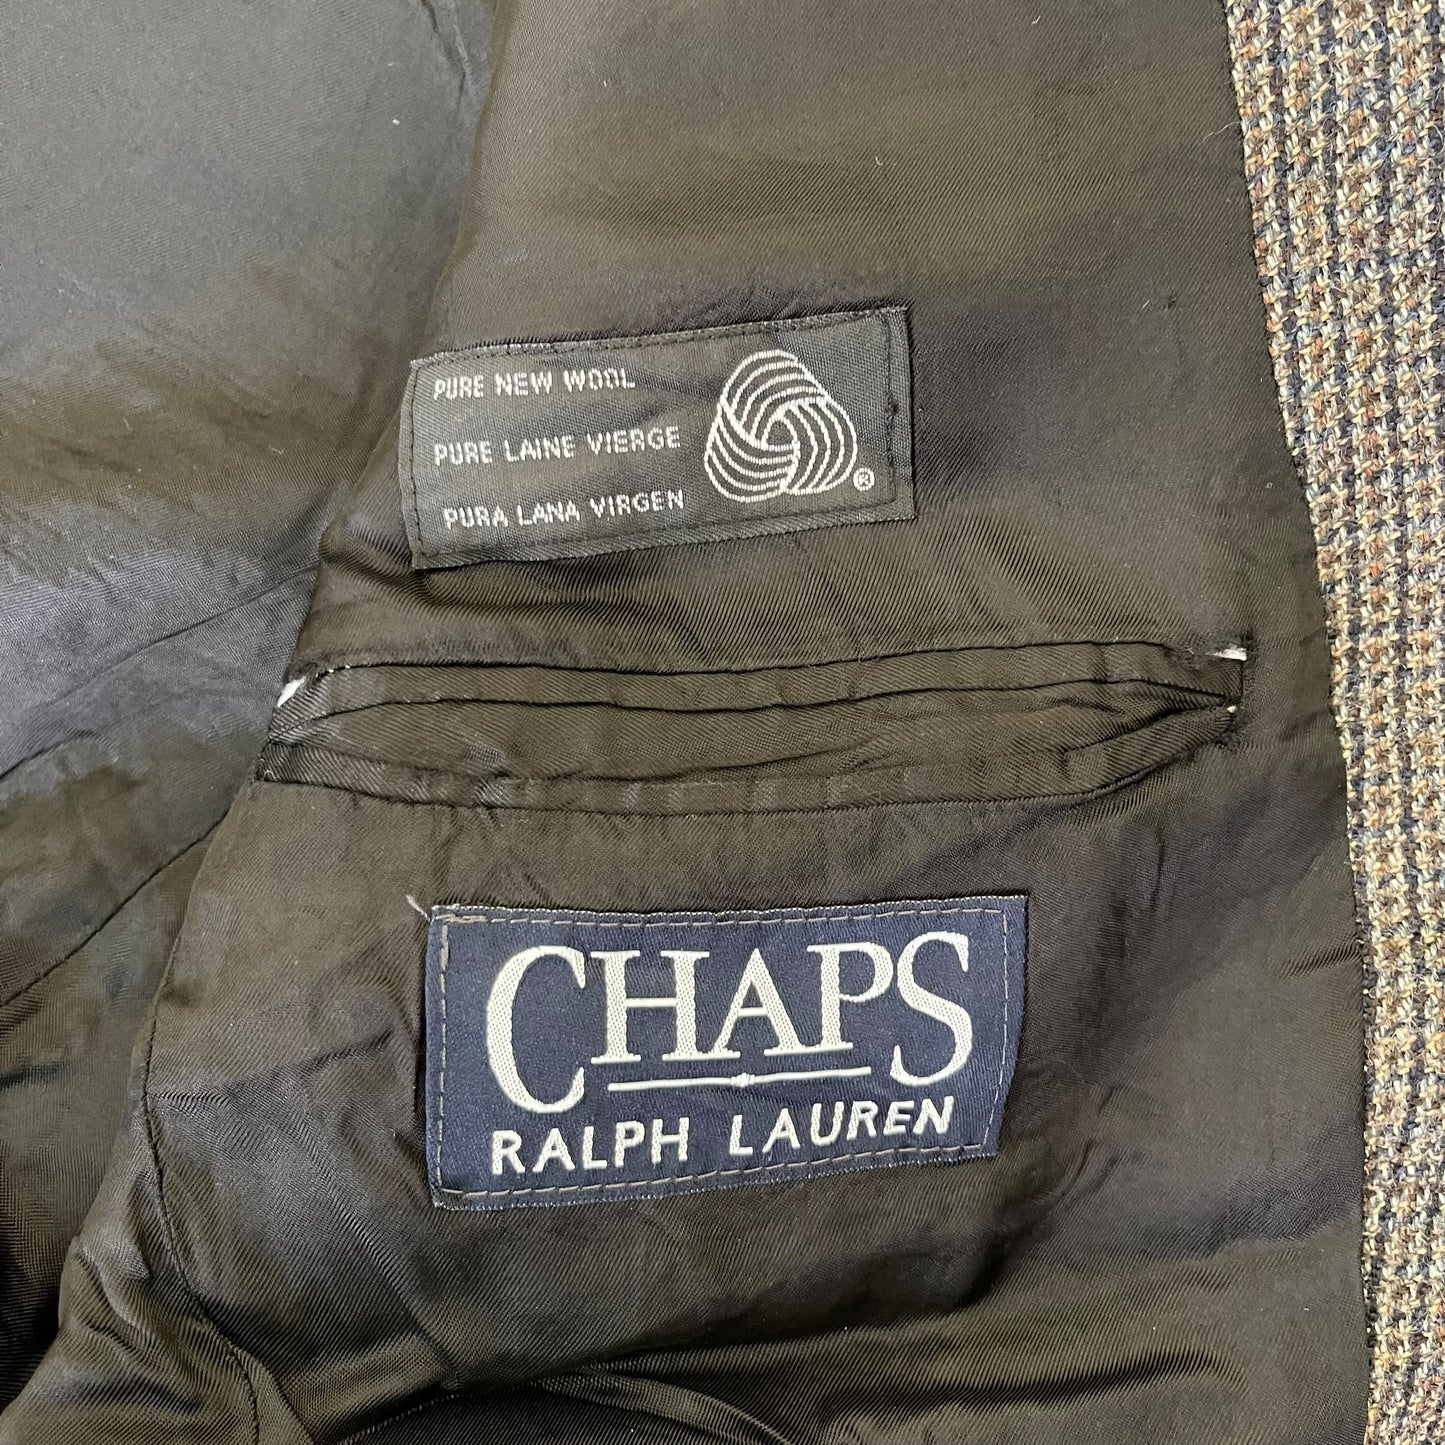 PURE NEW WOOL
PURE LAINE VIERGE
PURA LANA VIRGEN
®
CHAPS
RALPH LAUREN